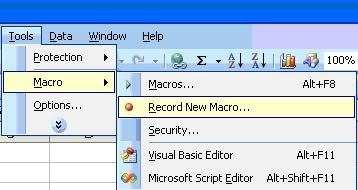 Tools Data Window Help
Protection
Σ A Z Z A 100%
Macro
Macros... Alt+F8
Options...
Record New Macro...
Security...
Visual Basic Editor Alt+F11
Microsoft Script Editor Alt+Shift+F11